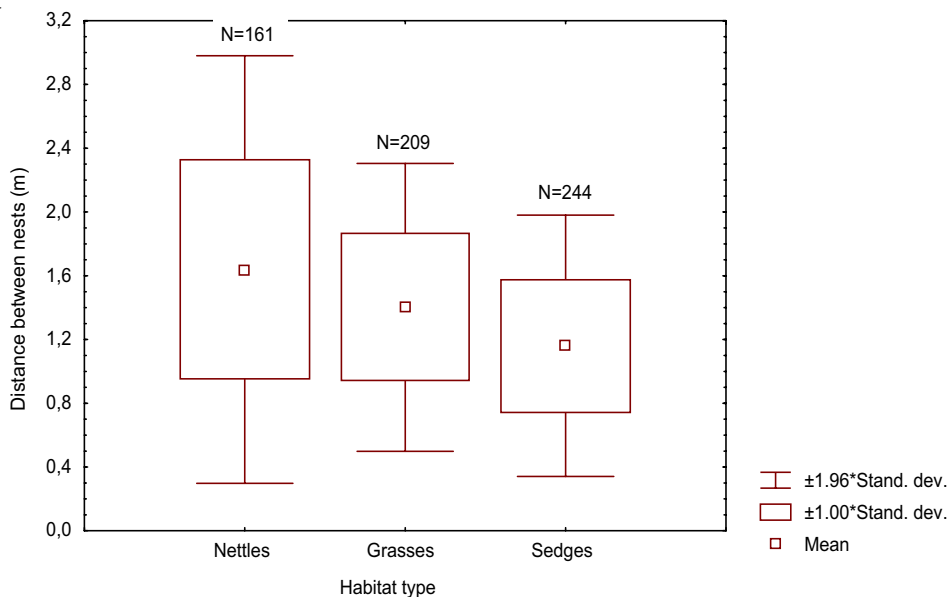 3,2
2,8
2,4
2,0
1,6
1,2
0,8
0,4
0,0
Distance between nests (m)
N=161
N=209
N=244
Nettles
Grasses
Sedges
Habitat type
±1.96*Stand. dev.
±1.00*Stand. dev.
Mean